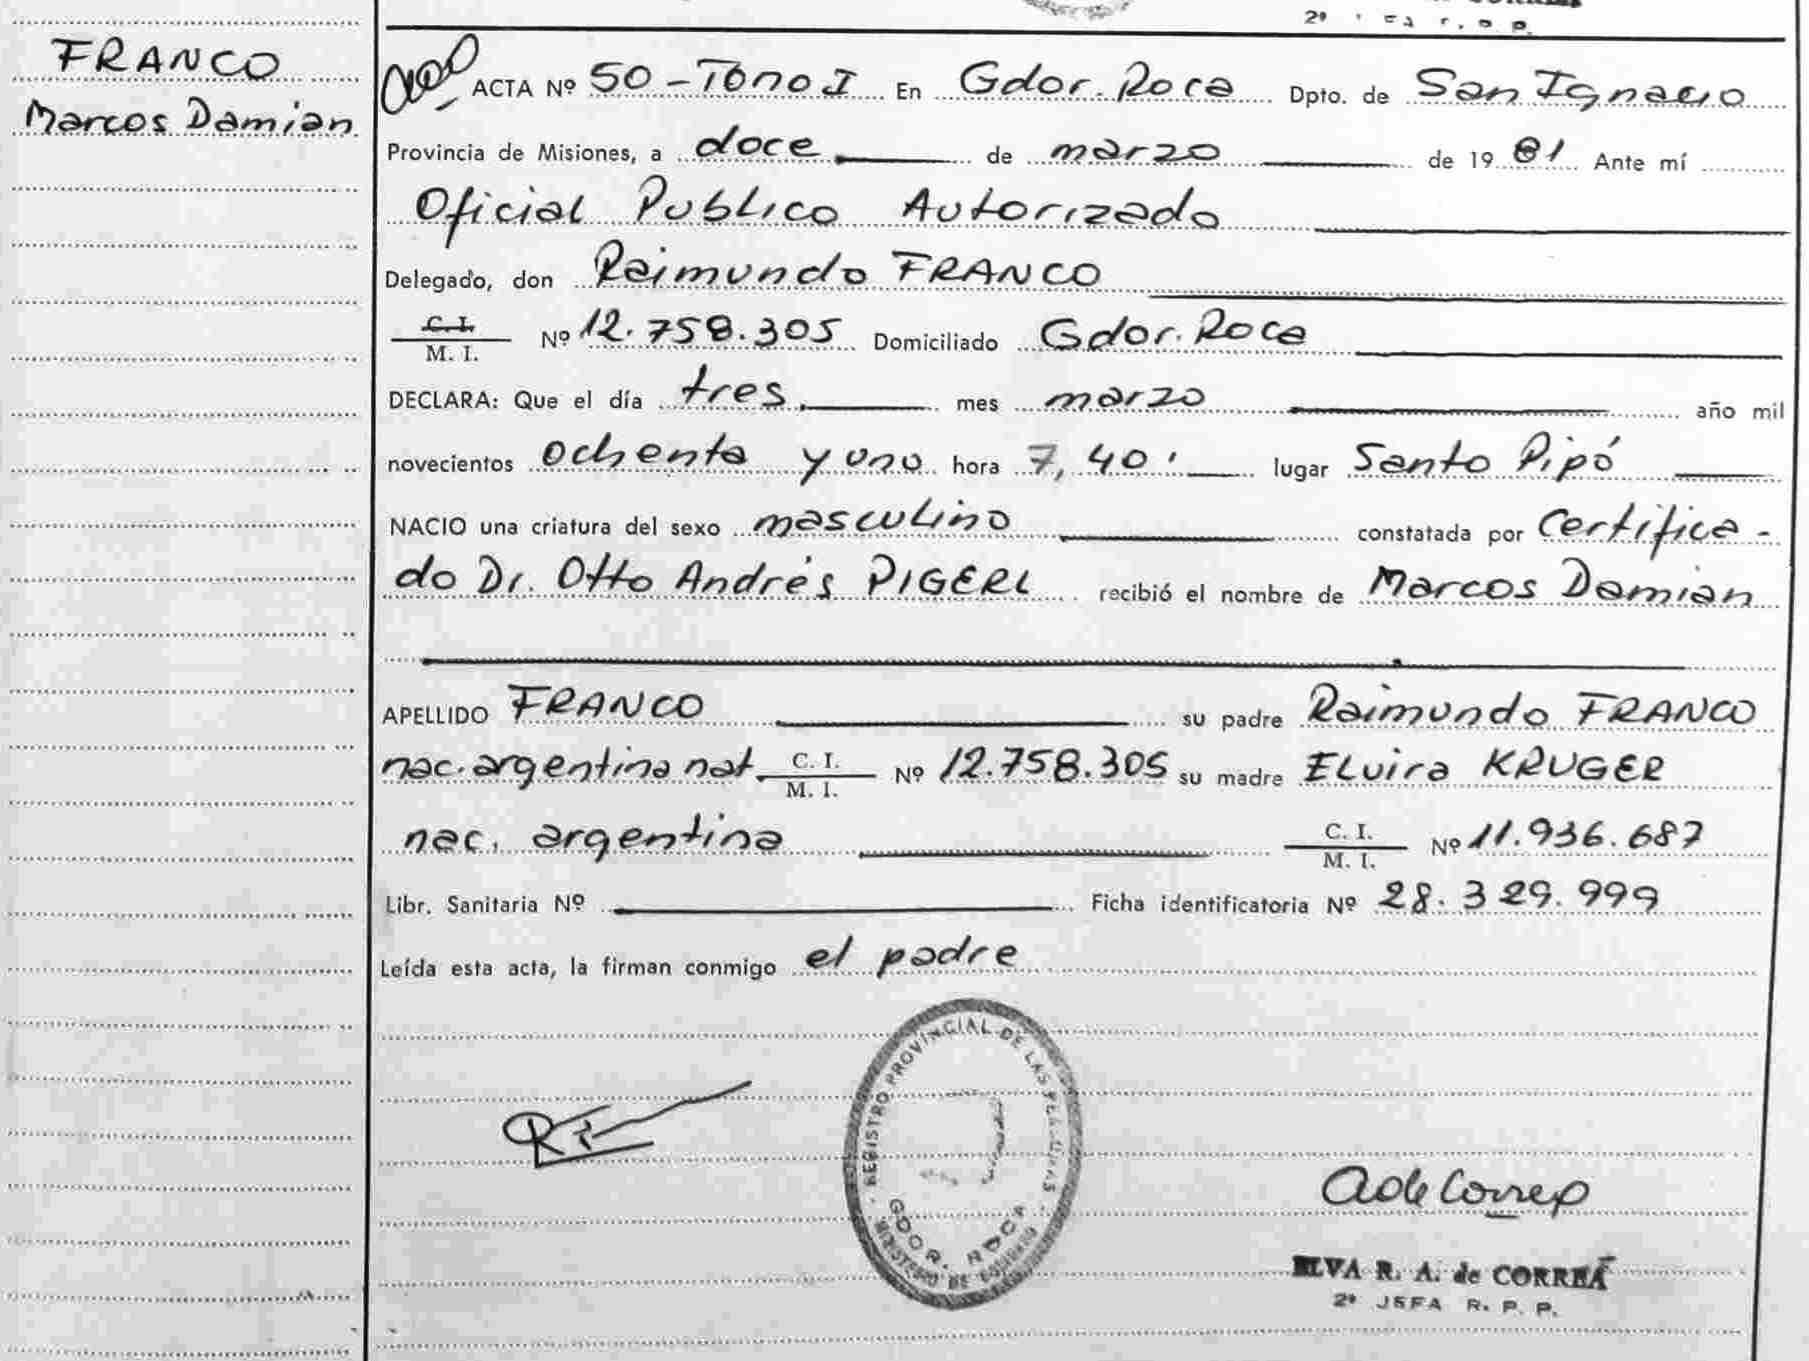 FRANCO
Marcos Damian
ACTA Nº 50 - Tomo I En Gdor. Roca Dpto. de San Ignacio
Provincia de Misiones, a doce de marzo de 1981 Ante mí
Oficial Publico Autorizado
Delegado, don Raimundo FRANCO
C. I.
M. I. Nº 12.758.305 Domiciliado Gdor. Roca
DECLARA: Que el día tres mes marzo año mil
novecientos ochenta y uno hora 7,40' lugar Santo Pipó
NACIO una criatura del sexo masculino constatada por Certifica-
do Dr. Otto Andrés PIGERL recibió el nombre de Marcos Damian
APELLIDO FRANCO su padre Raimundo FRANCO
nac. argentina nat. C. I.
M. I. Nº 12.758.305 su madre ELvira KRUGER
nac. argentina C. I.
M. I. Nº 11.936.687
Libr. Sanitaria Nº Ficha identificatoria Nº 28.329.999
Leída esta acta, la firman conmigo el padre
REGISTRO PROVINCIAL DE LAS
GDOR. ROCA
MINISTERIO DE GOBIERNO
ELVA R. A. de CORREA
2º JEFA R. P. P.